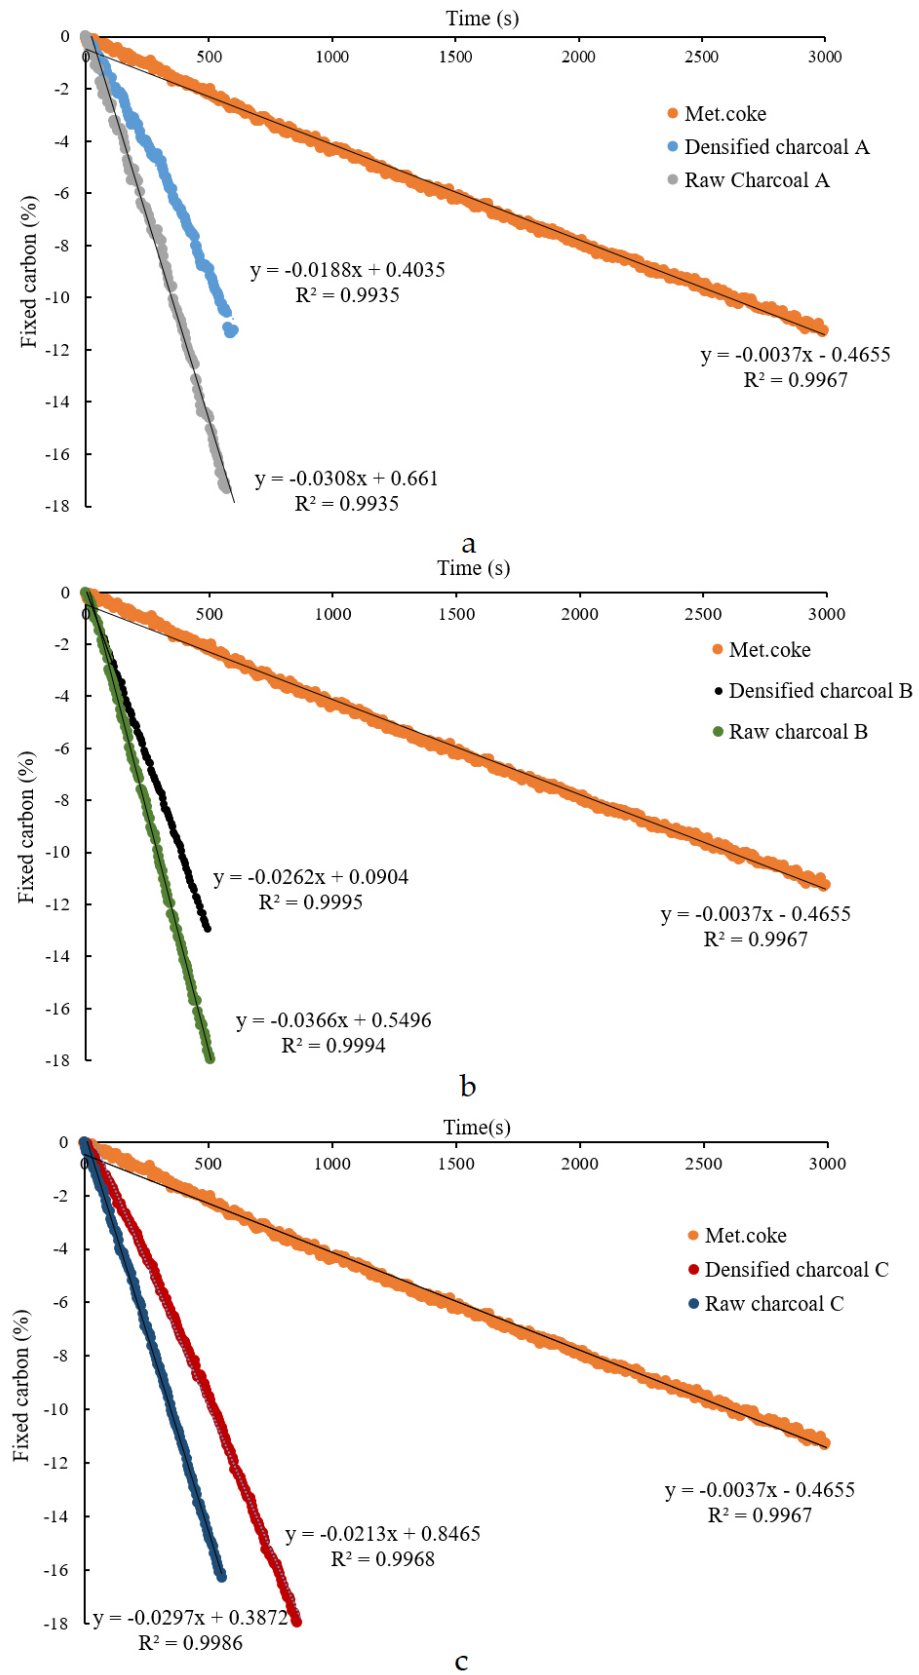 Time (s)
0
0 500 1000 1500 2000 2500 3000
-2
Met.coke
-4
Densified charcoal A
Raw Charcoal A
-6
Fixed carbon (%)
-8
y = -0.0188x + 0.4035
R² = 0.9935
-10
-12
y = -0.0037x - 0.4655
R² = 0.9967
-14
-16
y = -0.0308x + 0.661
R² = 0.9935
-18
a
Time (s)
0
0 500 1000 1500 2000 2500 3000
-2
Met.coke
Densified charcoal B
-4
Raw charcoal B
-6
Fixed carbon (%)
-8
-10
y = -0.0262x + 0.0904
R² = 0.9995
-12
y = -0.0037x - 0.4655
R² = 0.9967
-14
-16
y = -0.0366x + 0.5496
R² = 0.9994
-18
b
Time(s)
0
0 500 1000 1500 2000 2500 3000
-2
Met.coke
-4
Densified charcoal C
Raw charcoal C
-6
Fixed carbon (%)
-8
-10
-12
y = -0.0037x - 0.4655
R² = 0.9967
-14
y = -0.0213x + 0.8465
R² = 0.9968
-16
-18
y = -0.0297x + 0.3872
R² = 0.9986
c